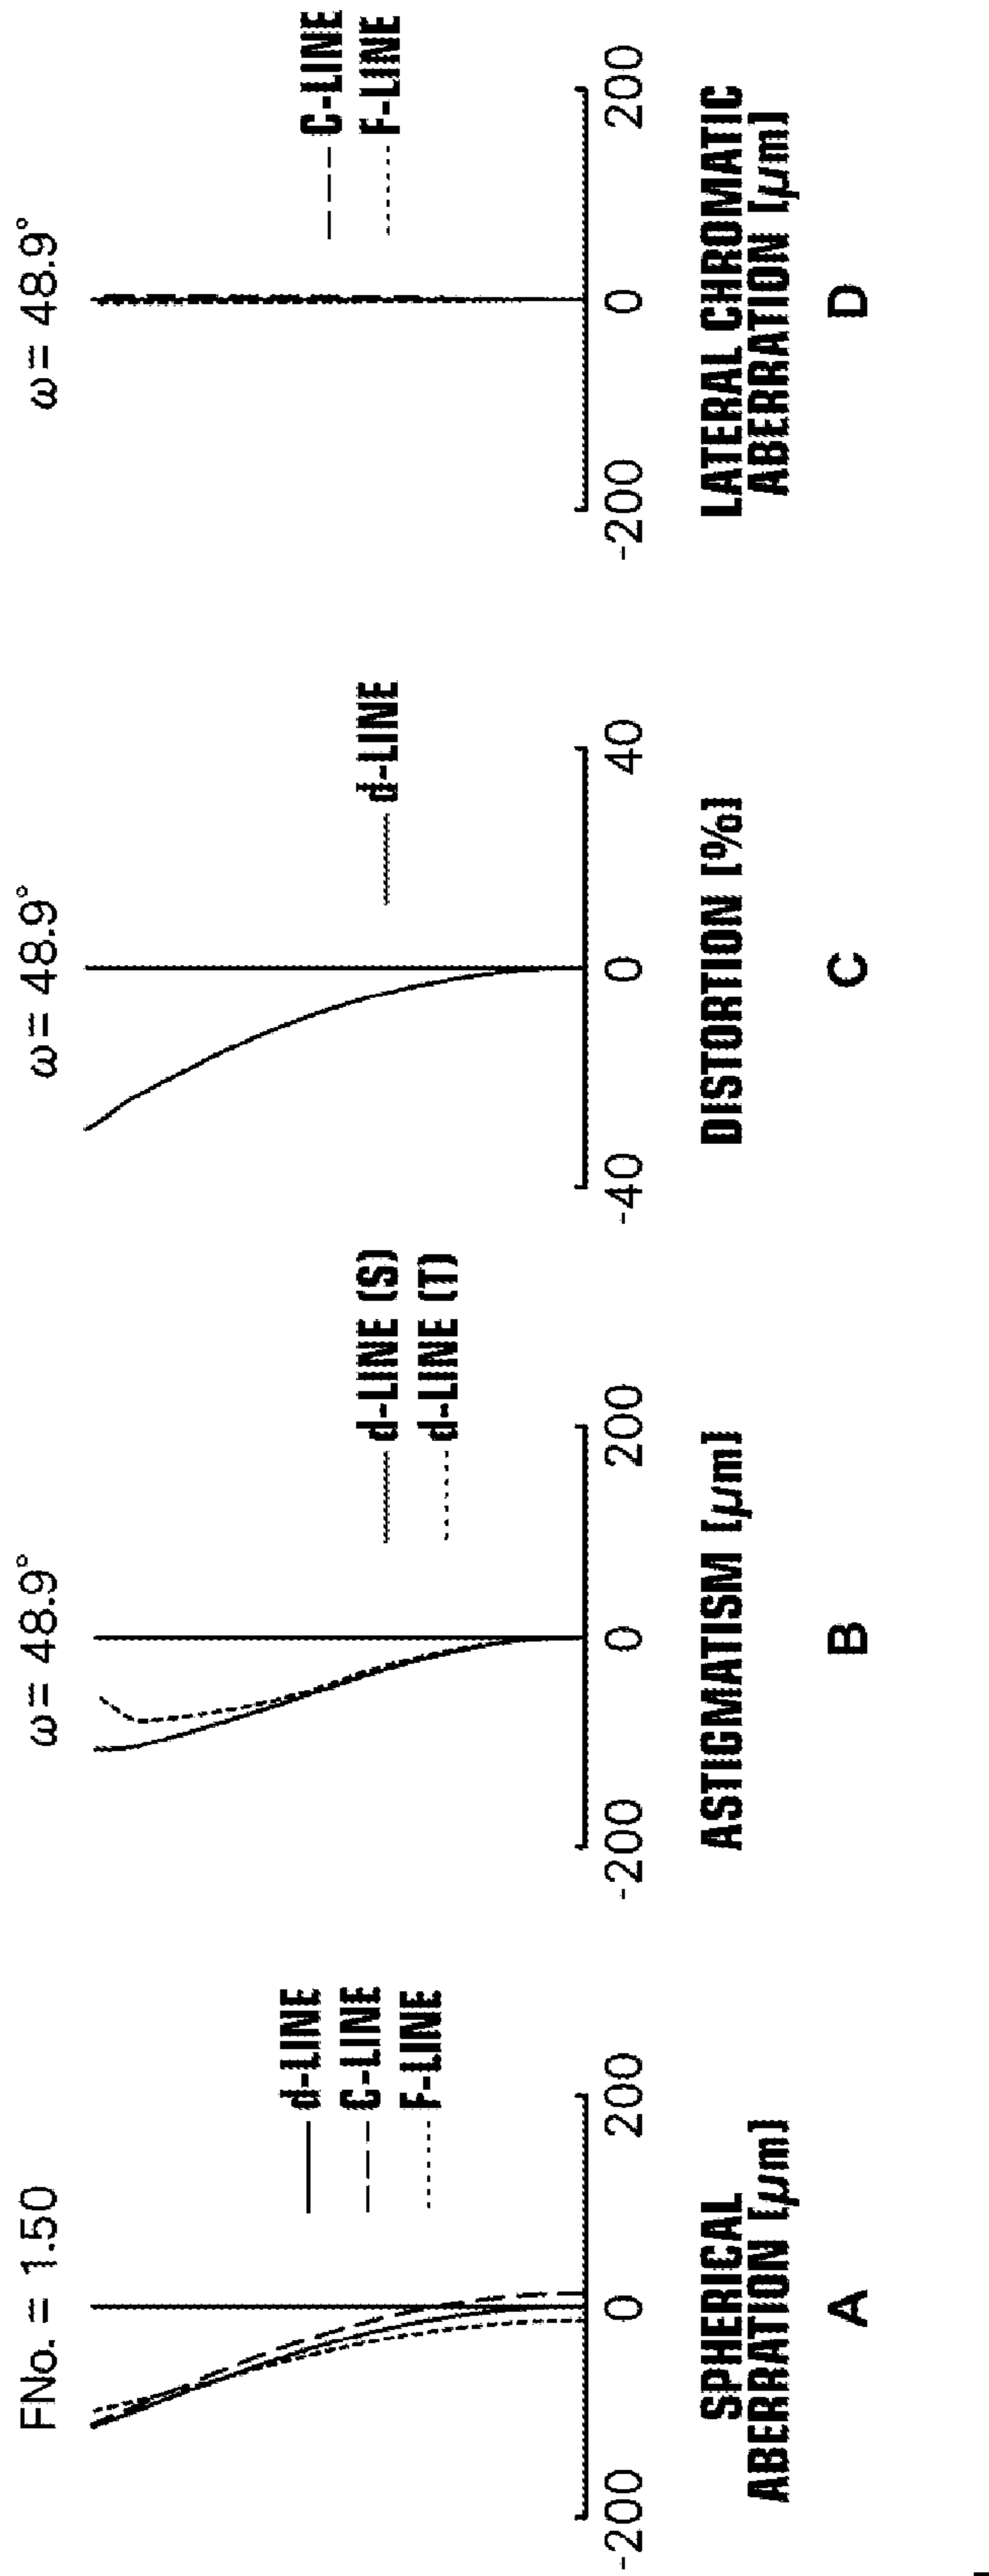 FNo. = 1.50
d-LINE
C-LINE
F-LINE
-200
0
200
SPHERICAL
ABERRATION [μm]
A
ω= 48.9°
d-LINE (S)
d-LINE (T)
-200
0
200
ASTIGMATISM [μm]
B
ω= 48.9°
d-LINE
-40
0
40
DISTORTION [%]
C
ω= 48.9°
C-LINE
F-LINE
-200
0
200
LATERAL CHROMATIC
ABERRATION [μm]
D